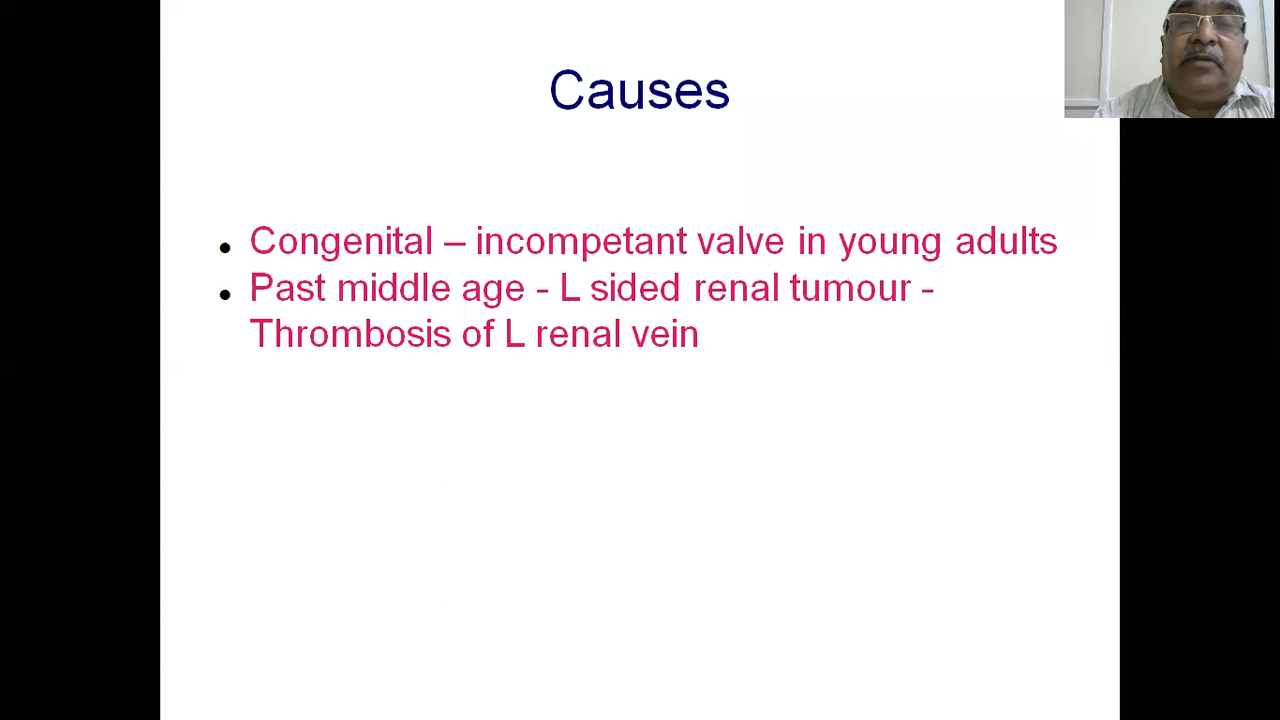 Causes
• Congenital – incompetant valve in young adults
• Past middle age - L sided renal tumour -
Thrombosis of L renal vein